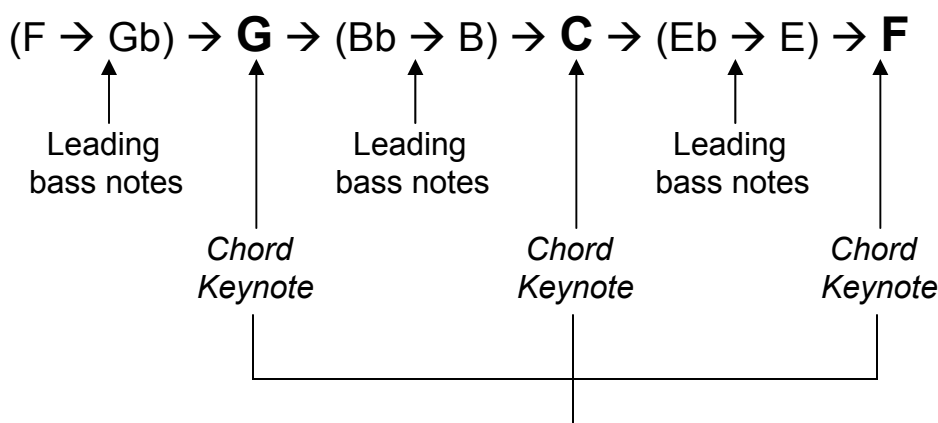 (F → Gb) → G → (Bb → B) → C → (Eb → E) → F
Leading Leading Leading
bass notes bass notes bass notes
Chord Chord Chord
Keynote Keynote Keynote